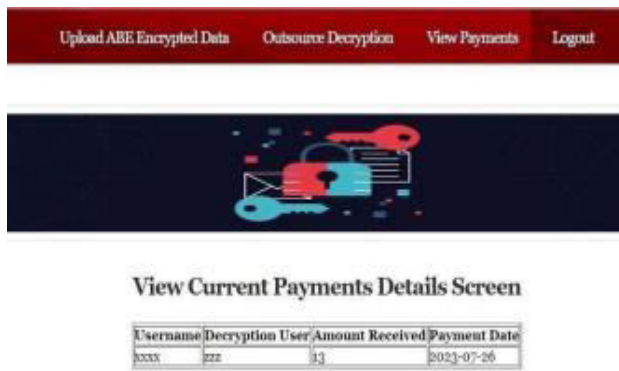 Upload ABE Encrypted Data Outsource Decryption View Payments Logout
View Current Payments Details Screen
Username Decryption User Amount Received Payment Date
xxxx zzz 13 2023-07-26